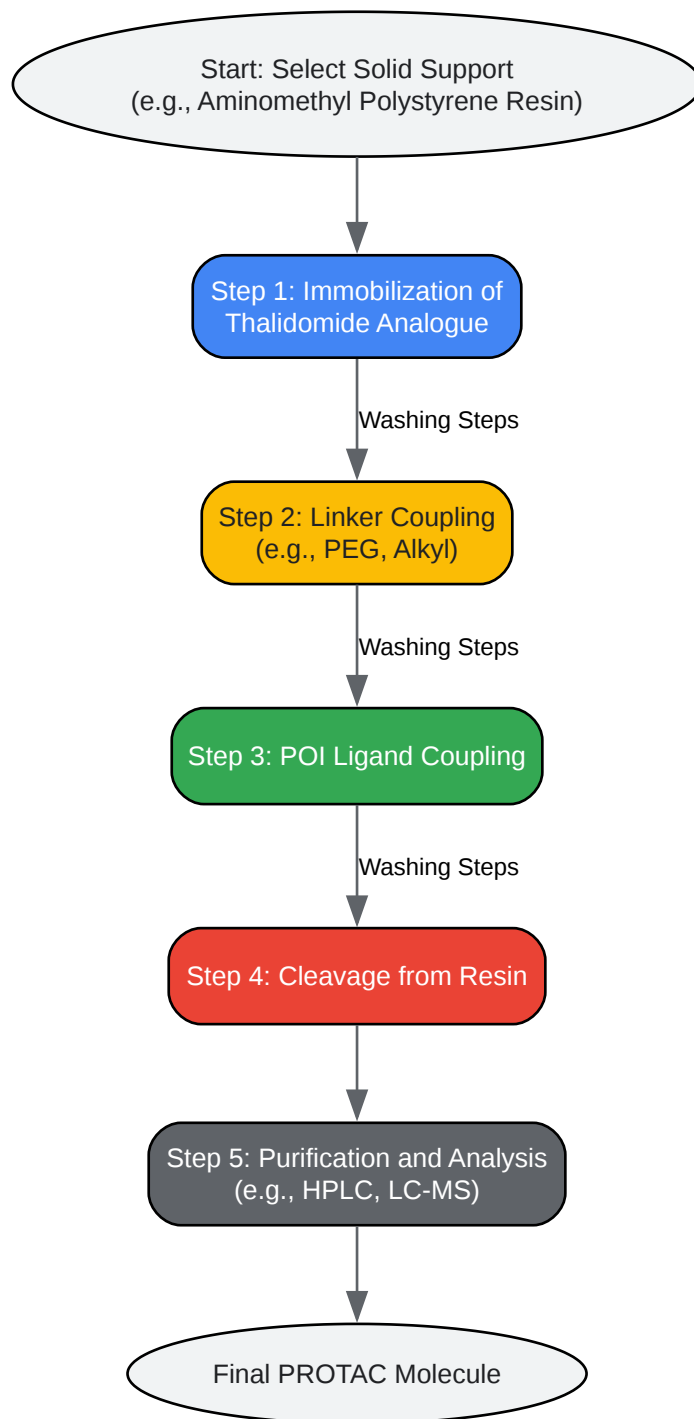 Start: Select Solid Support
(e.g., Aminomethyl Polystyrene Resin)
Step 1: Immobilization of
Thalidomide Analogue
Washing Steps
Step 2: Linker Coupling
(e.g., PEG, Alkyl)
Washing Steps
Step 3: POI Ligand Coupling
Washing Steps
Step 4: Cleavage from Resin
Step 5: Purification and Analysis
(e.g., HPLC, LC-MS)
Final PROTAC Molecule